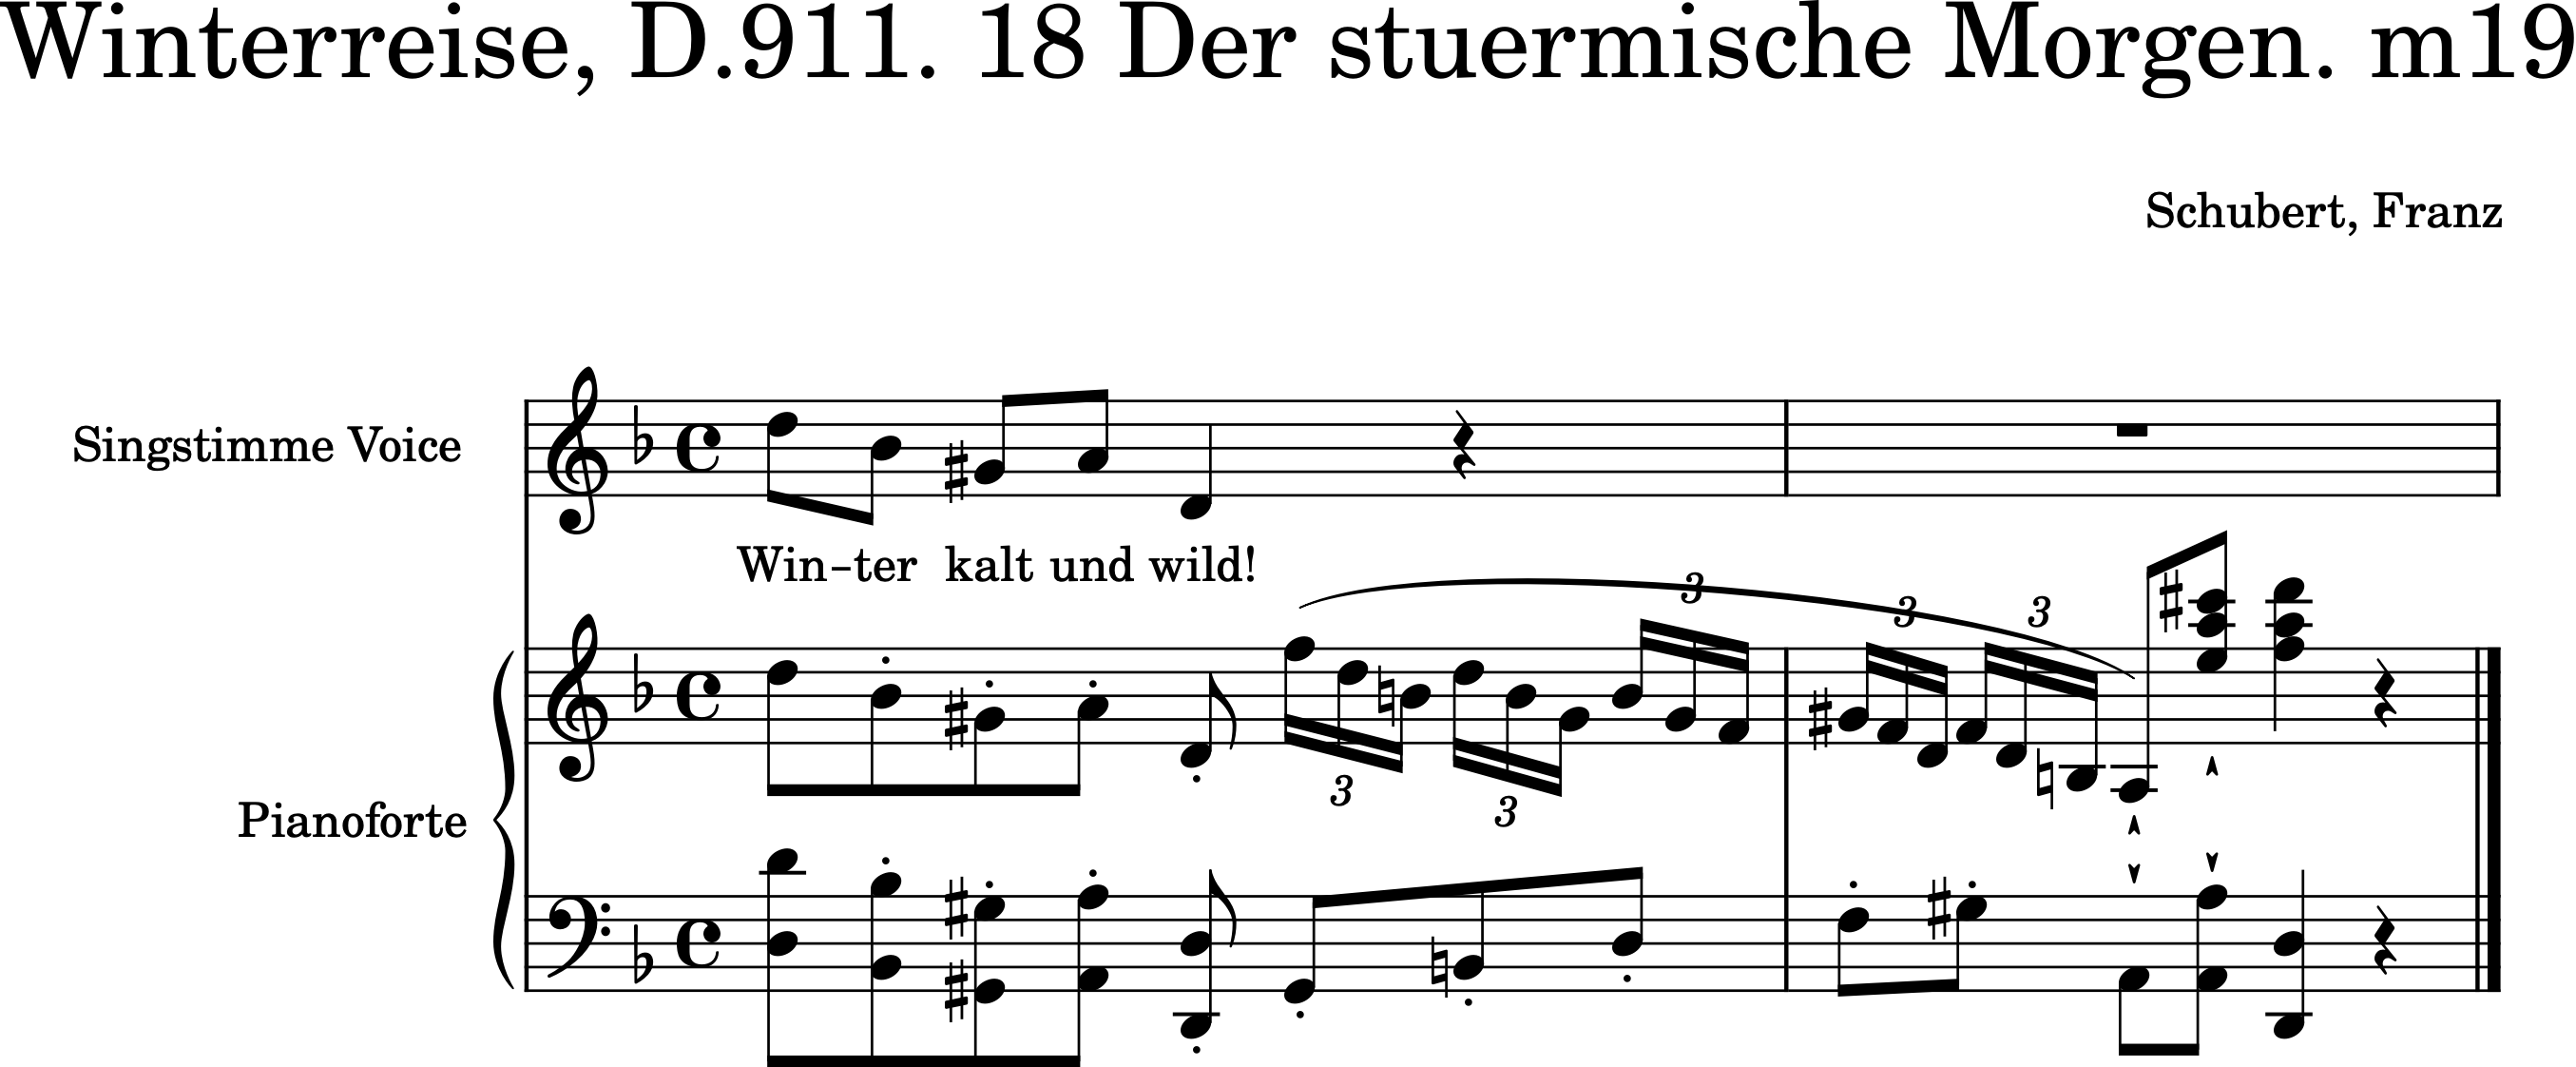 Winterreise, D.911. 18 Der stuermische Morgen. m19
Schubert, Franz
Singstimme Voice
Win-ter kalt und wild!
3
3
3
3
3
Pianoforte